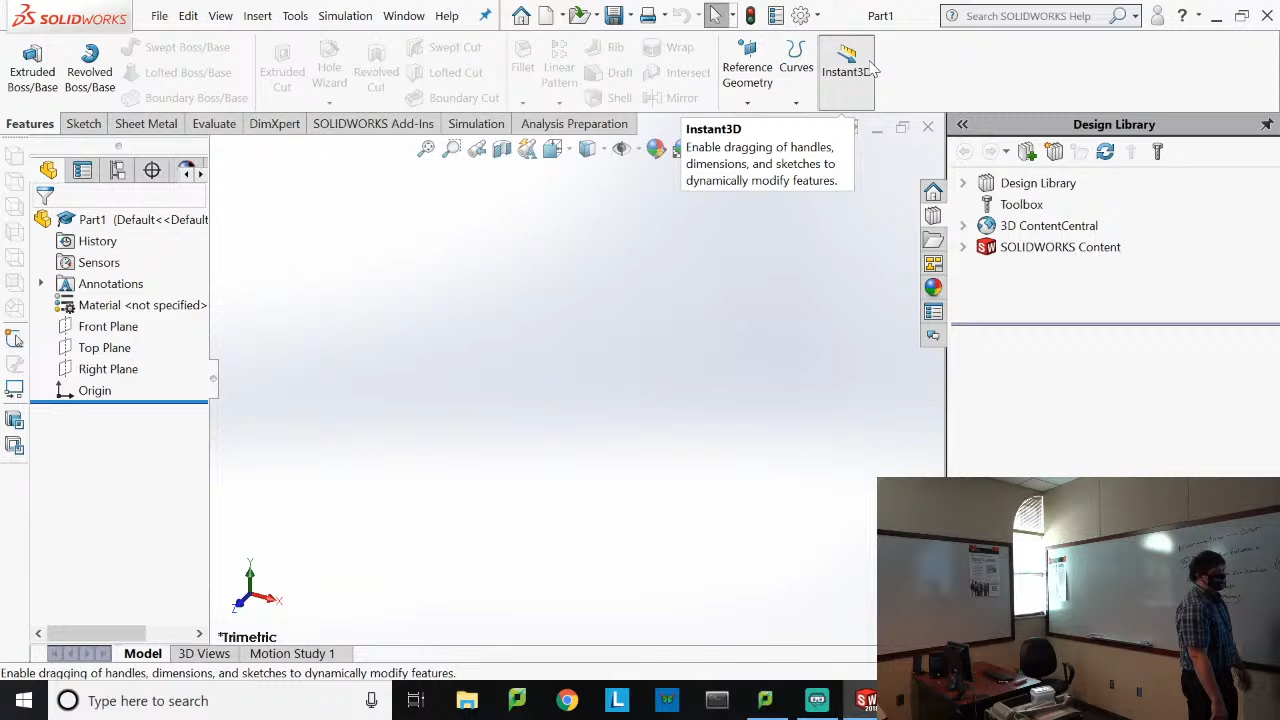 SOLIDWORKS File Edit View Insert Tools Simulation Window Help Part1 Search SOLIDWORKS Help ?
Extruded Boss/Base
Revolved Boss/Base
Swept Boss/Base
Lofted Boss/Base
Boundary Boss/Base
Extruded Cut
Hole Wizard
Revolved Cut
Swept Cut
Lofted Cut
Boundary Cut
Fillet
Linear Pattern
Rib
Draft
Shell
Wrap
Intersect
Mirror
Reference Geometry
Curves
Instant3D
Features Sketch Sheet Metal Evaluate DimXpert SOLIDWORKS Add-Ins Simulation Analysis Preparation
Instant3D
Enable dragging of handles,
dimensions, and sketches to
dynamically modify features.
Part1 (Default<<Default
History
Sensors
Annotations
Material <not specified>
Front Plane
Top Plane
Right Plane
Origin
Design Library
Design Library
Toolbox
3D ContentCentral
SOLIDWORKS Content
Y
X
Z
*Trimetric
Model 3D Views Motion Study 1
Enable dragging of handles, dimensions, and sketches to dynamically modify features.
Type here to search